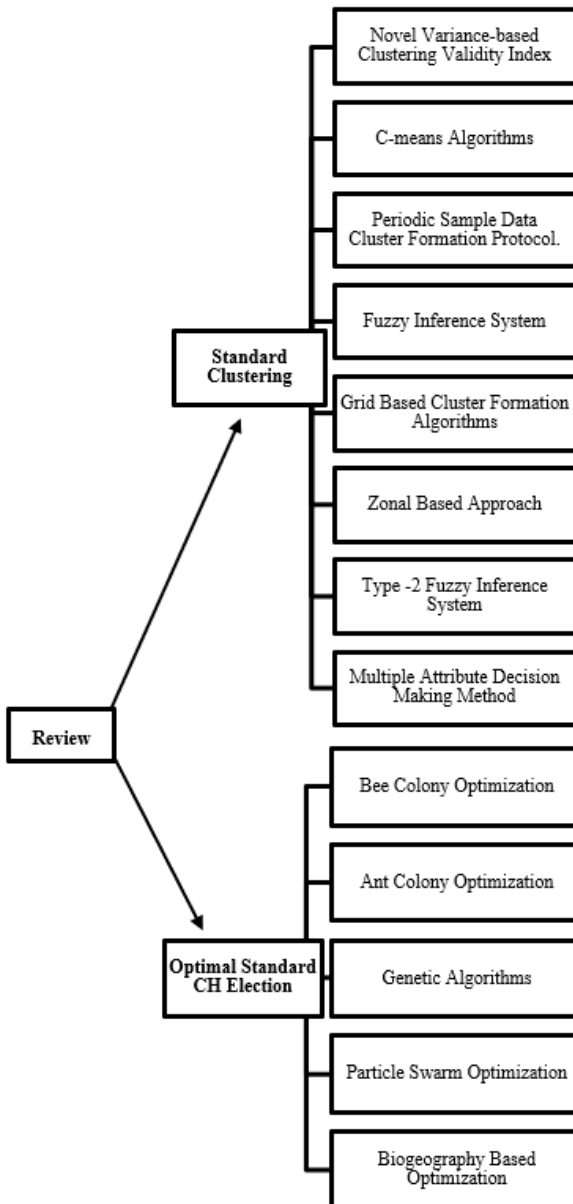 Novel Variance-based
Clustering Validity Index
C-means Algorithms
Periodic Sample Data
Cluster Formation Protocol.
Fuzzy Inference System
Standard
Clustering
Grid Based Cluster Formation
Algorithms
Zonal Based Approach
Type -2 Fuzzy Inference
System
Multiple Attribute Decision
Making Method
Review
Bee Colony Optimization
Ant Colony Optimization
Optimal Standard
CH Election
Genetic Algorithms
Particle Swarm Optimization
Biogeography Based
Optimization